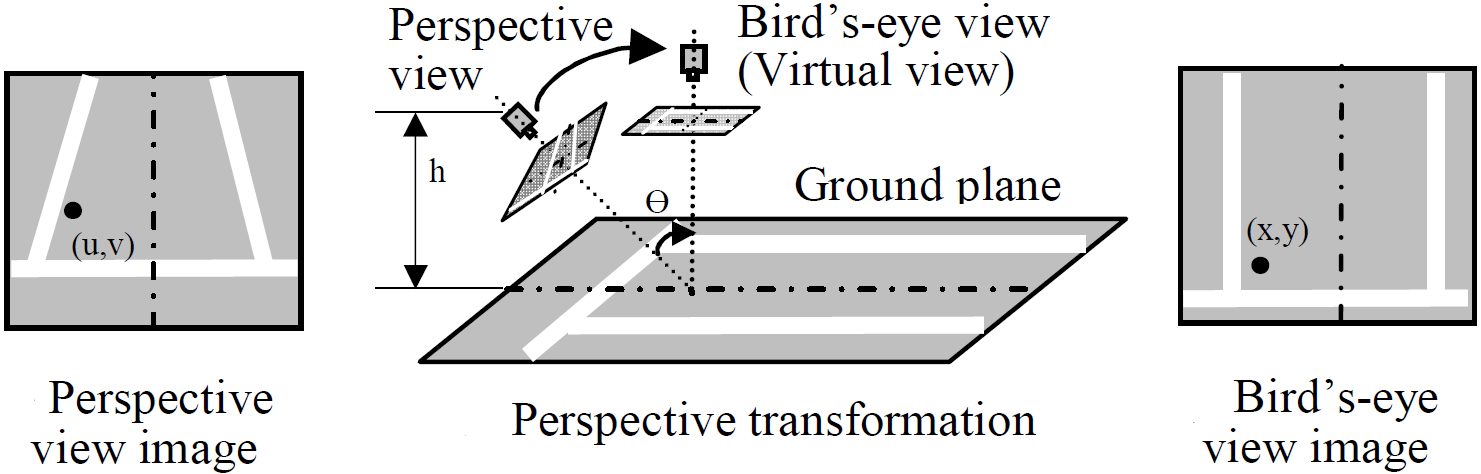 Perspective
view
Bird's-eye view
(Virtual view)
h
Θ
Ground plane
(u,v)
(x,y)
Perspective
view image
Perspective transformation
Bird's-eye
view image